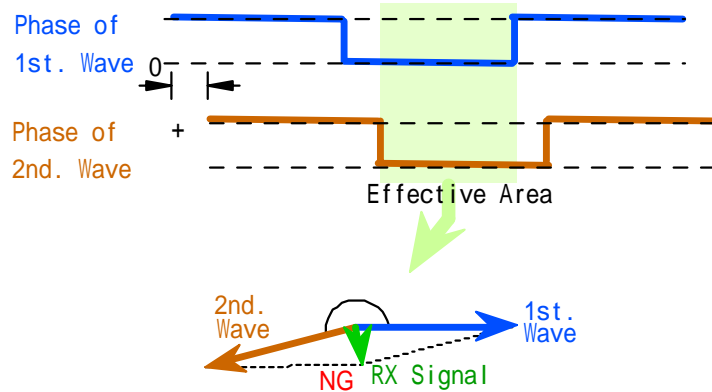 Phase of
1st. Wave
0
Phase of
2nd. Wave
+
Effective Area
2nd.
Wave
1st.
Wave
NG
RX Signal